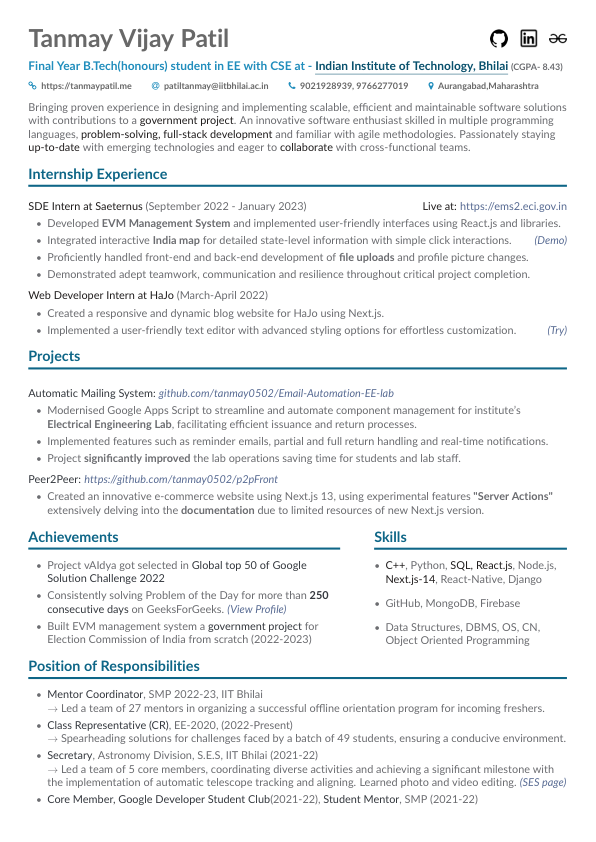 Tanmay Vijay Patil
Final Year B.Tech(honours) student in EE with CSE at - Indian Institute of Technology, Bhilai (CGPA- 8.43)
https://tanmaypatil.me @ patiltanmay@iitbhilai.ac.in 9021928939, 9766277019 Aurangabad,Maharashtra
Bringing proven experience in designing and implementing scalable, efficient and maintainable software solutions
with contributions to a government project. An innovative software enthusiast skilled in multiple programming
languages, problem-solving, full-stack development and familiar with agile methodologies. Passionately staying
up-to-date with emerging technologies and eager to collaborate with cross-functional teams.
Internship Experience
SDE Intern at Saeternus (September 2022 - January 2023) Live at: https://ems2.eci.gov.in
• Developed EVM Management System and implemented user-friendly interfaces using React.js and libraries.
• Integrated interactive India map for detailed state-level information with simple click interactions. (Demo)
• Proficiently handled front-end and back-end development of file uploads and profile picture changes.
• Demonstrated adept teamwork, communication and resilience throughout critical project completion.
Web Developer Intern at HaJo (March-April 2022)
• Created a responsive and dynamic blog website for HaJo using Next.js.
• Implemented a user-friendly text editor with advanced styling options for effortless customization. (Try)
Projects
Automatic Mailing System: github.com/tanmay0502/Email-Automation-EE-lab
• Modernised Google Apps Script to streamline and automate component management for institute's
Electrical Engineering Lab, facilitating efficient issuance and return processes.
• Implemented features such as reminder emails, partial and full return handling and real-time notifications.
• Project significantly improved the lab operations saving time for students and lab staff.
Peer2Peer: https://github.com/tanmay0502/p2pFront
• Created an innovative e-commerce website using Next.js 13, using experimental features "Server Actions"
extensively delving into the documentation due to limited resources of new Next.js version.
Achievements
• Project vAIdya got selected in Global top 50 of Google
Solution Challenge 2022
• Consistently solving Problem of the Day for more than 250
consecutive days on GeeksForGeeks. (View Profile)
• Built EVM management system a government project for
Election Commission of India from scratch (2022-2023)
Skills
• C++, Python, SQL, React.js, Node.js,
Next.js-14, React-Native, Django
• GitHub, MongoDB, Firebase
• Data Structures, DBMS, OS, CN,
Object Oriented Programming
Position of Responsibilities
• Mentor Coordinator, SMP 2022-23, IIT Bhilai
→ Led a team of 27 mentors in organizing a successful offline orientation program for incoming freshers.
• Class Representative (CR), EE-2020, (2022-Present)
→ Spearheading solutions for challenges faced by a batch of 49 students, ensuring a conducive environment.
• Secretary, Astronomy Division, S.E.S, IIT Bhilai (2021-22)
→ Led a team of 5 core members, coordinating diverse activities and achieving a significant milestone with
the implementation of automatic telescope tracking and aligning. Learned photo and video editing. (SES page)
• Core Member, Google Developer Student Club(2021-22), Student Mentor, SMP (2021-22)